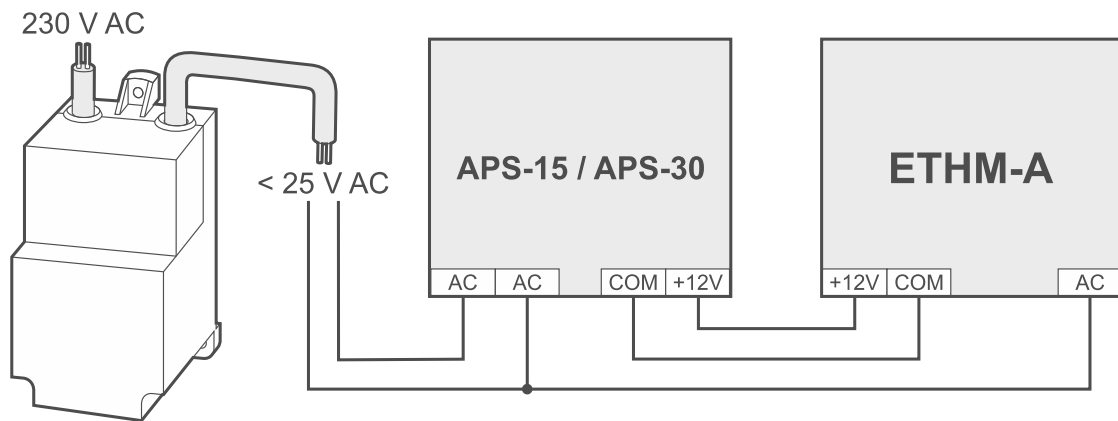 230 V AC
< 25 V AC
APS-15 / APS-30
AC AC COM +12V
ETHM-A
+12V COM AC